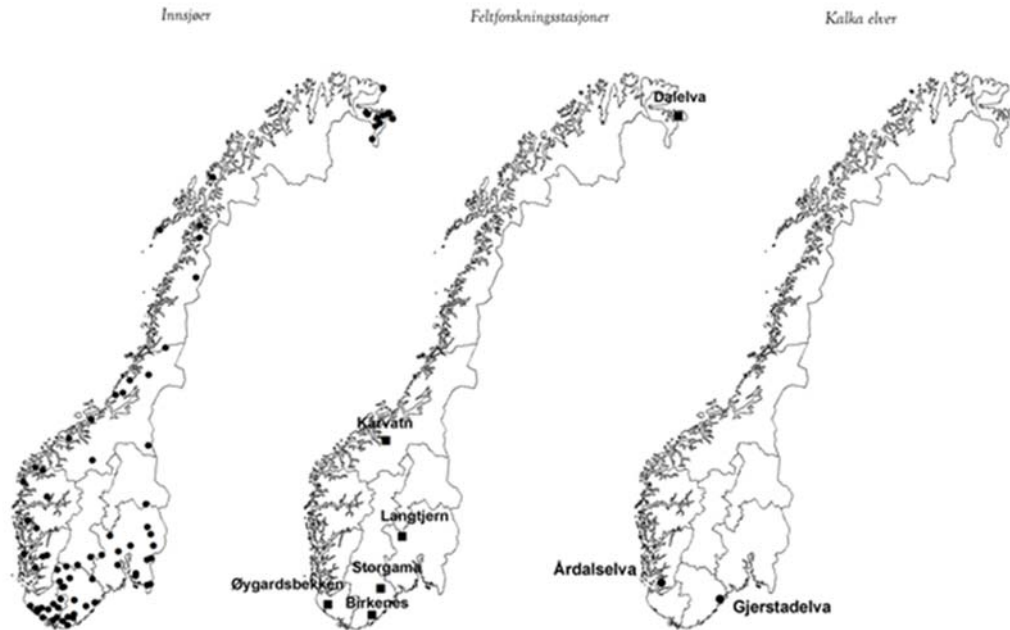 Innsjøer
Feltforskningsstasjoner
Kalka elver
Dalelva
Kårvatn
Langtjern
Storgama
Øygardsbekken
Birkenes
Årdalselva
Gjerstadelva